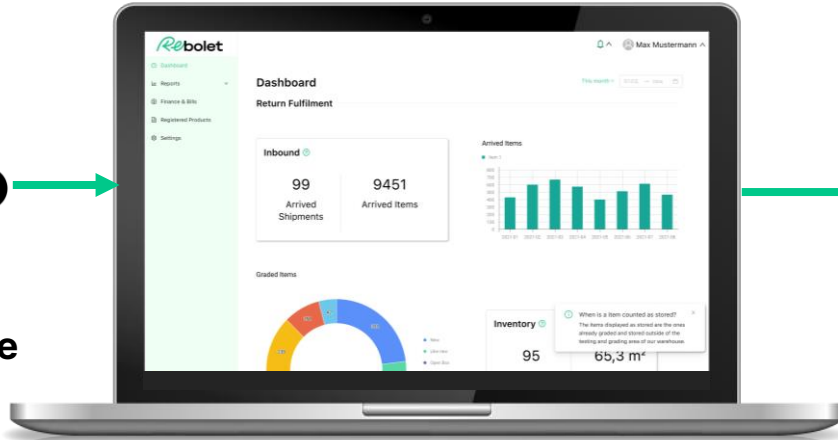 Rebolet
Max Mustermann
Dashboard
Reports
Finance & Bills
Registered Products
Settings
Dashboard
This month
Return Fulfilment
Inbound
99
9451
Arrived
Shipments
Arrived Items
Arrived Items
Graded Items
Inventory
95
65,3 m²
When is a item counted as stored?
The items displayed as stored are the ones
already graded and stored outside of the
testing and grading area of our warehouse
e